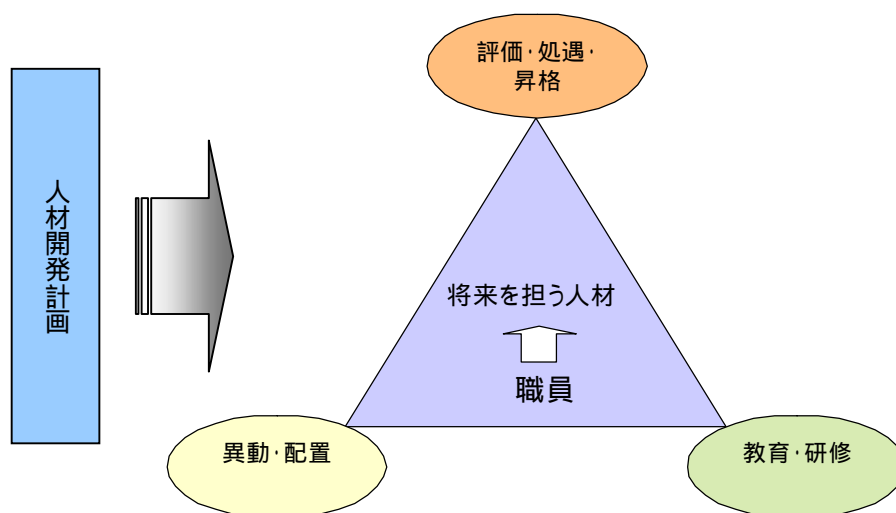 人材開発計画
評価・処遇・
昇格
将来を担う人材
職員
異動・配置
教育・研修